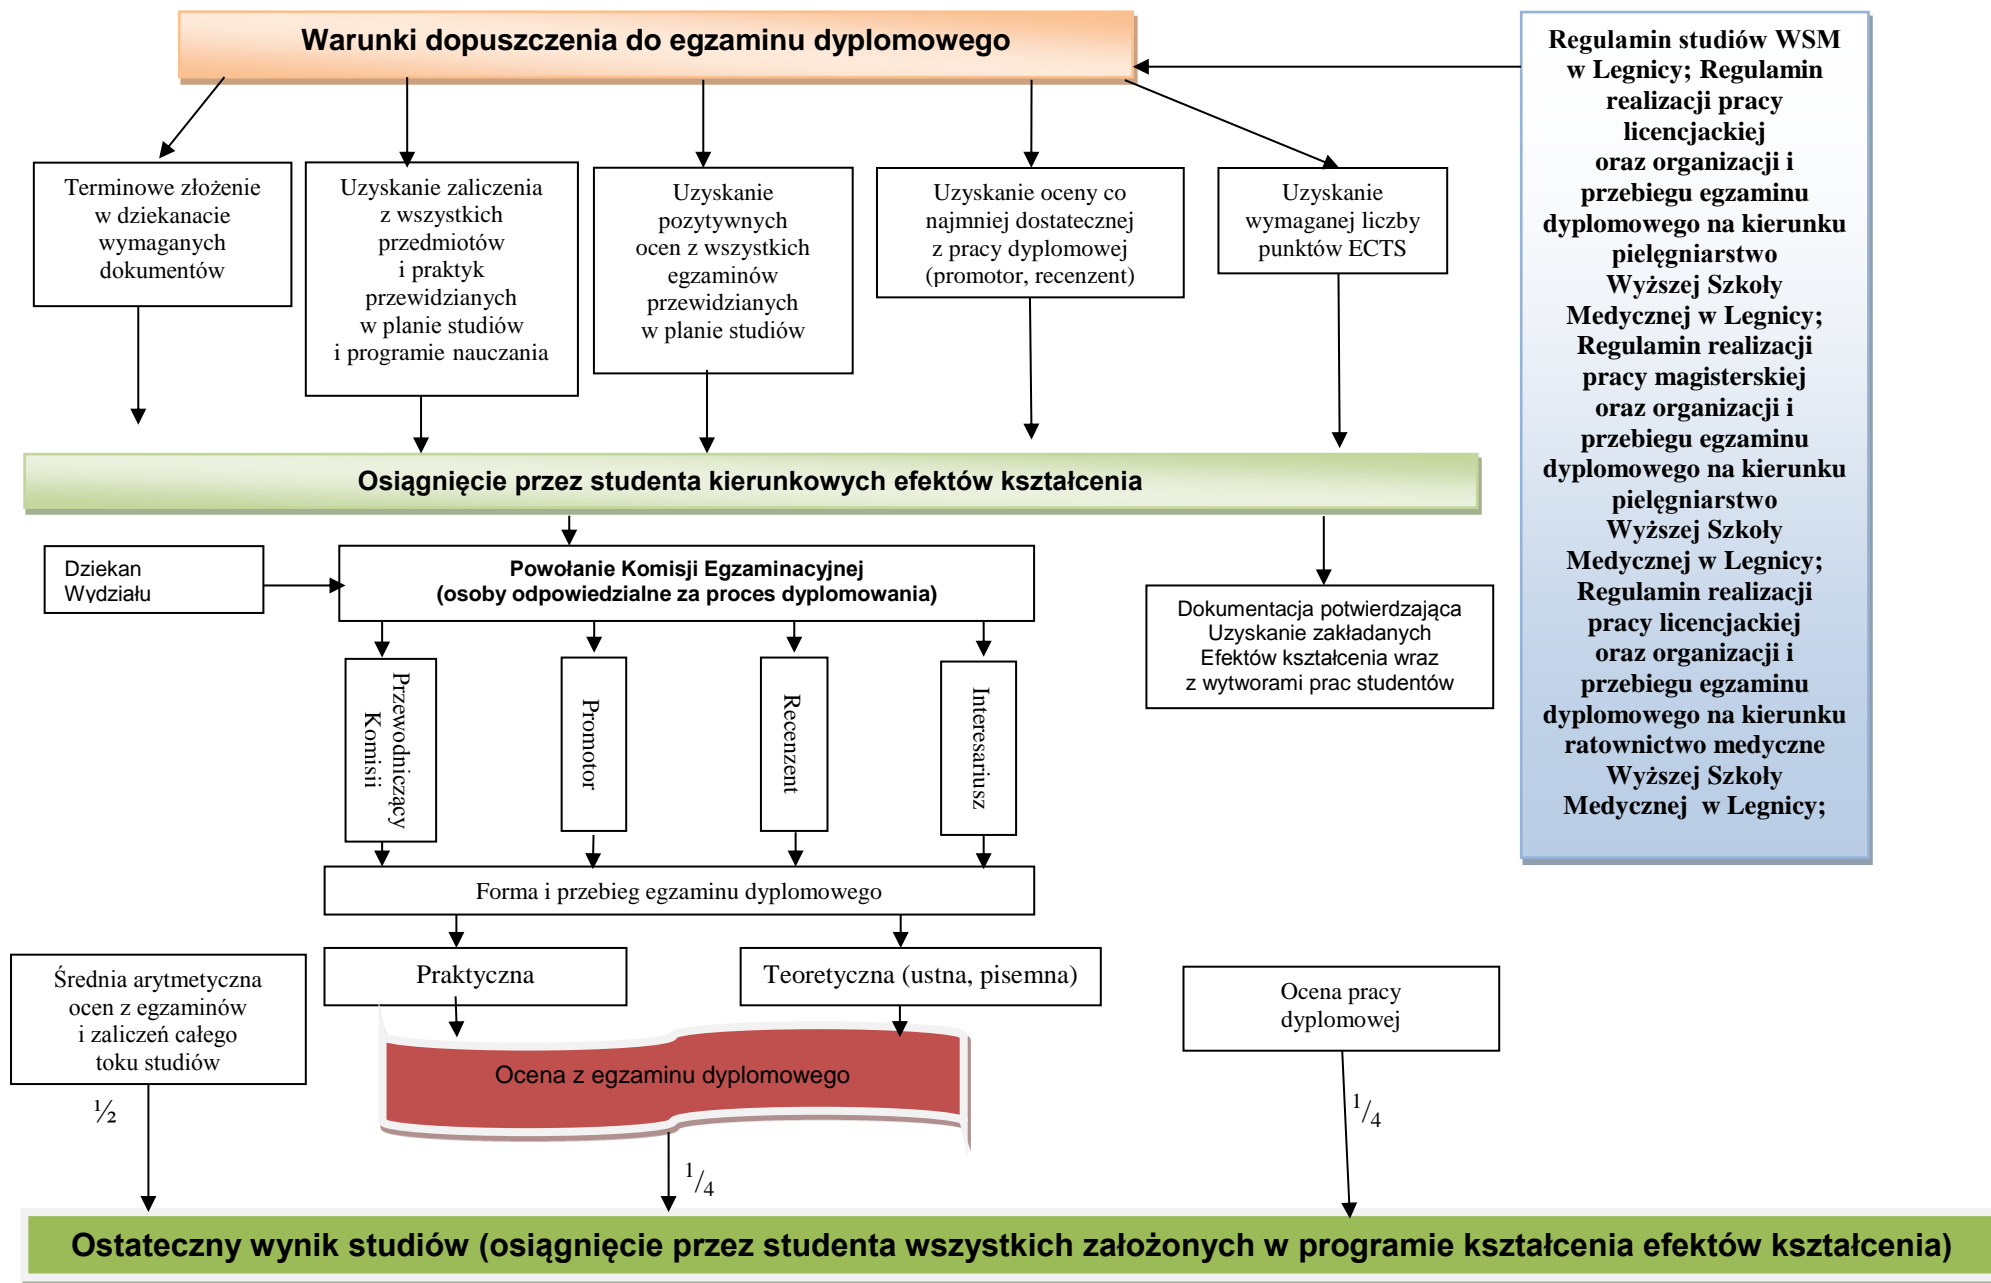 Warunki dopuszczenia do egzaminu dyplomowego
Regulamin studiów WSM
w Legnicy; Regulamin
realizacji pracy
licencjackiej
oraz organizacji i
przebiegu egzaminu
dyplomowego na kierunku
pielęgniarstwo
Wyższej Szkoły
Medycznej w Legnicy;
Regulamin realizacji
pracy magisterskiej
oraz organizacji i
przebiegu egzaminu
dyplomowego na kierunku
pielęgniarstwo
Wyższej Szkoły
Medycznej w Legnicy;
Regulamin realizacji
pracy licencjackiej
oraz organizacji i
przebiegu egzaminu
dyplomowego na kierunku
ratownictwo medyczne
Wyższej Szkoły
Medycznej w Legnicy;
Terminowe złożenie
w dziekanacie
wymaganych
dokumentów
Uzyskanie zaliczenia
z wszystkich
przedmiotów
i praktyk
przewidzianych
w planie studiów
i programie nauczania
Uzyskanie
pozytywnych
ocen z wszystkich
egzaminów
przewidzianych
w planie studiów
Uzyskanie oceny co
najmniej dostatecznej
z pracy dyplomowej
(promotor, recenzent)
Uzyskanie
wymaganej liczby
punktów ECTS
Osiągnięcie przez studenta kierunkowych efektów kształcenia
Dziekan
Wydziału
Powołanie Komisji Egzaminacyjnej
(osoby odpowiedzialne za proces dyplomowania)
Dokumentacja potwierdzająca
Uzyskanie zakładanych
Efektów kształcenia wraz
z wytworami prac studentów
Przewodniczący
Komisji
Promotor
Recenzent
Interesariusz
Forma i przebieg egzaminu dyplomowego
Praktyczna
Teoretyczna (ustna, pisemna)
Średnia arytmetyczna
ocen z egzaminów
i zaliczeń całego
toku studiów
Ocena pracy
dyplomowej
Ocena z egzaminu dyplomowego
½
1/4
1/4
Ostateczny wynik studiów (osiągnięcie przez studenta wszystkich założonych w programie kształcenia efektów kształcenia)